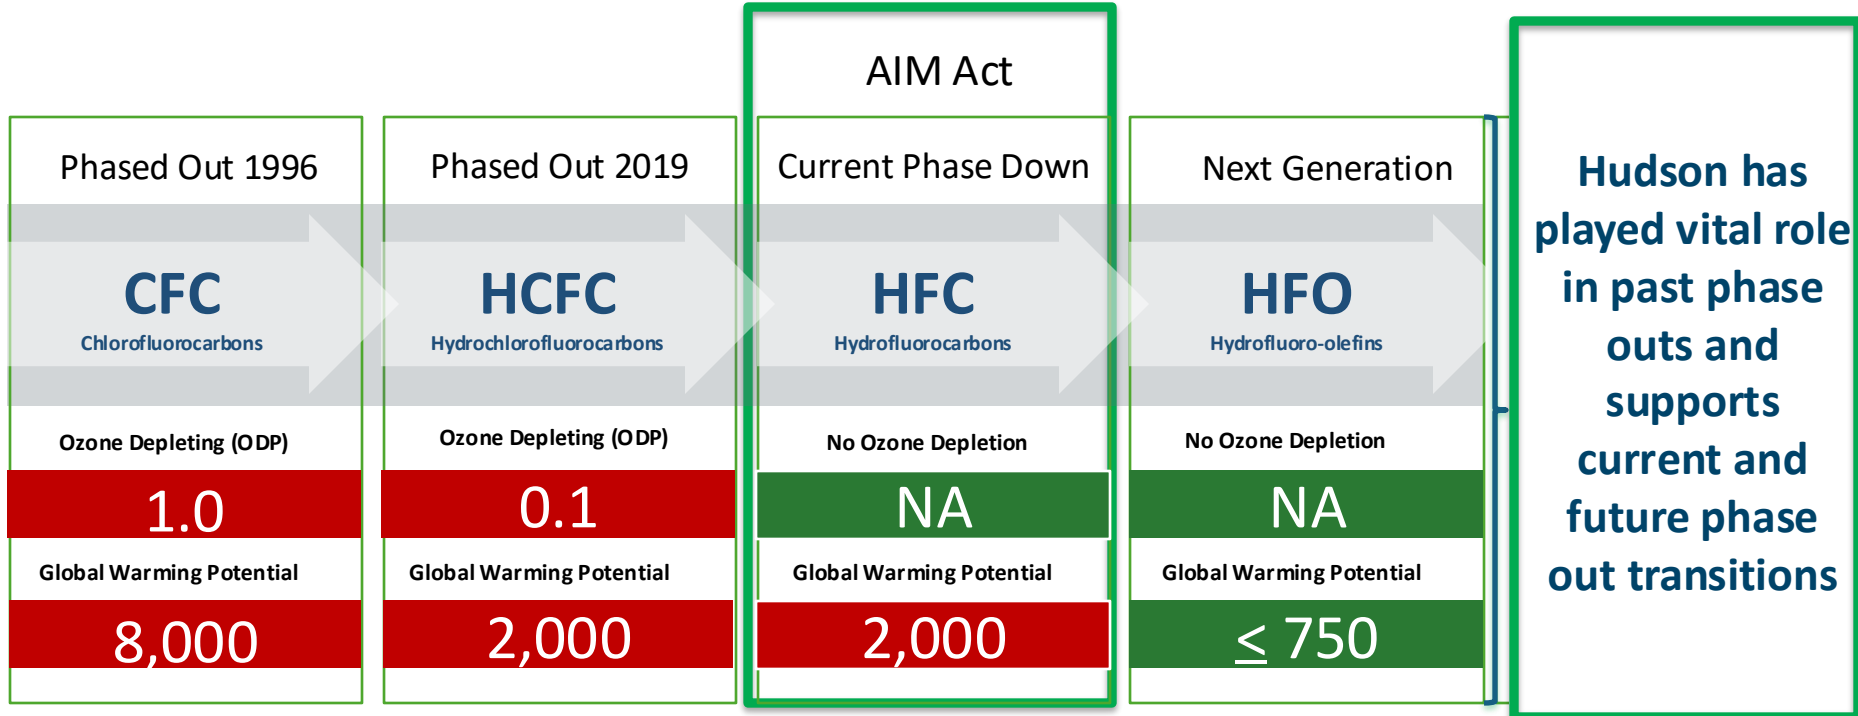 AIM Act
Phased Out 1996
CFC
Chlorofluorocarbons
Ozone Depleting (ODP)
1.0
Global Warming Potential
8,000
Phased Out 2019
HCFC
Hydrochlorofluorocarbons
Ozone Depleting (ODP)
0.1
Global Warming Potential
2,000
Current Phase Down
HFC
Hydrofluorocarbons
No Ozone Depletion
NA
Global Warming Potential
2,000
Next Generation
HFO
Hydrofluoro-olefins
No Ozone Depletion
NA
Global Warming Potential
≤ 750
Hudson has
played vital role
in past phase
outs and
supports
current and
future phase
out transitions